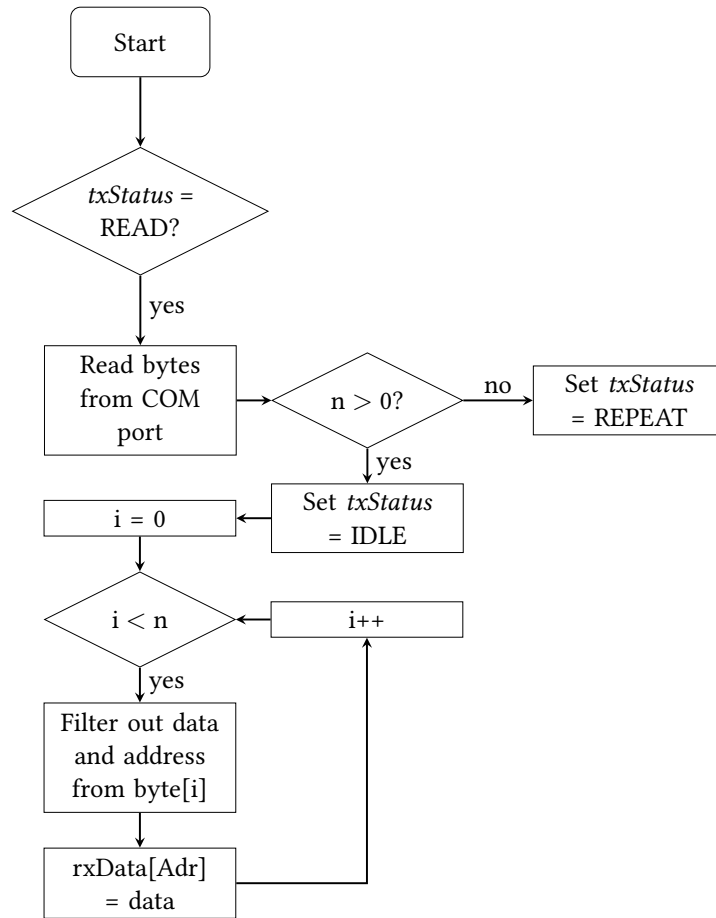 Start
txStatus =
READ?
yes
Read bytes
from COM
port
n > 0?
no
Set txStatus
= REPEAT
yes
Set txStatus
= IDLE
i = 0
i < n
i++
yes
Filter out data
and address
from byte[i]
rxData[Adr]
= data